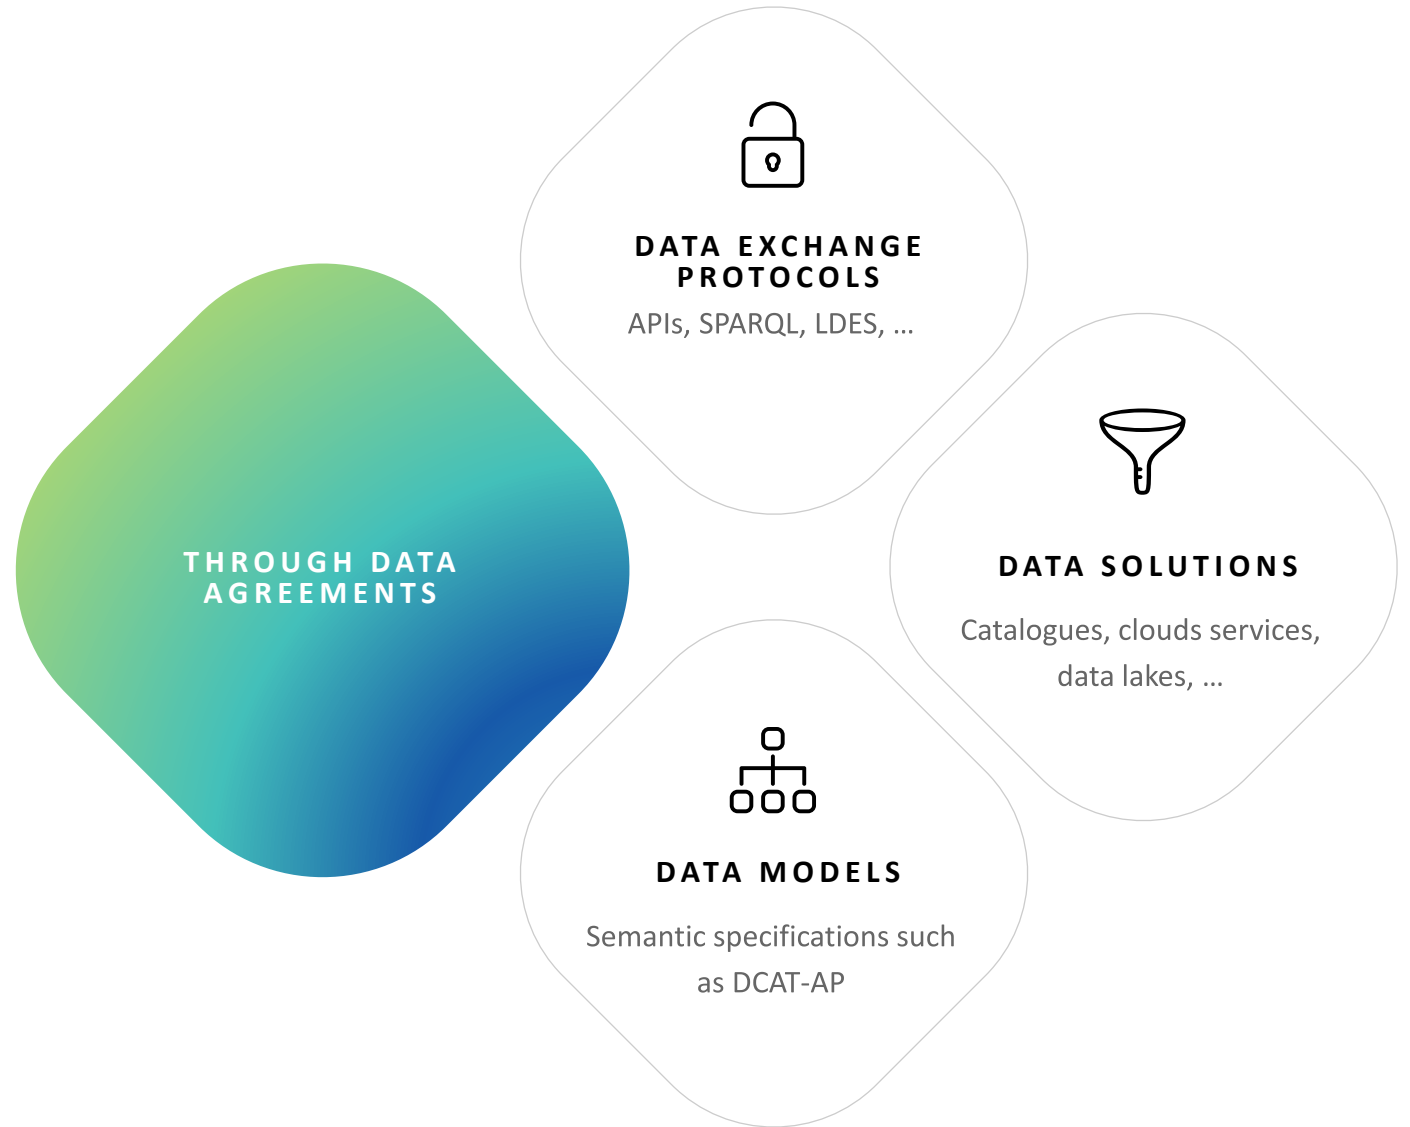 THROUGH DATA
AGREEMENTS
DATA EXCHANGE
PROTOCOLS
APIs, SPARQL, LDES, ...
DATA SOLUTIONS
Catalogues, clouds services,
data lakes, ...
DATA MODELS
Semantic specifications such
as DCAT-AP